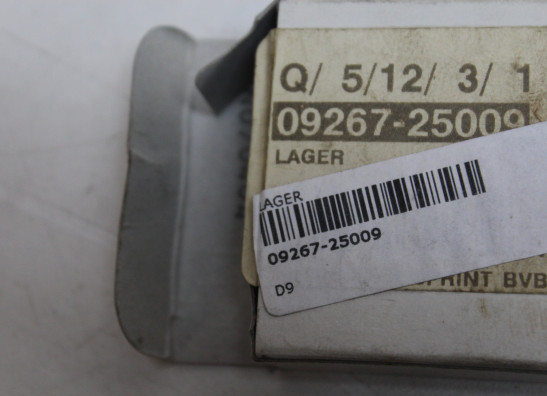 Q/ 5/12/ 3/ 1
09267-25009
LAGER
LAGER
09267-25009
D9
PRINT BVB